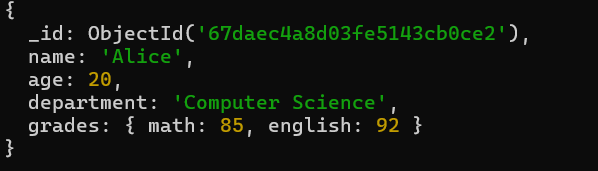 {
  _id: ObjectId('67daec4a8d03fe5143cb0ce2'),
  name: 'Alice',
  age: 20,
  department: 'Computer Science',
  grades: { math: 85, english: 92 }
}